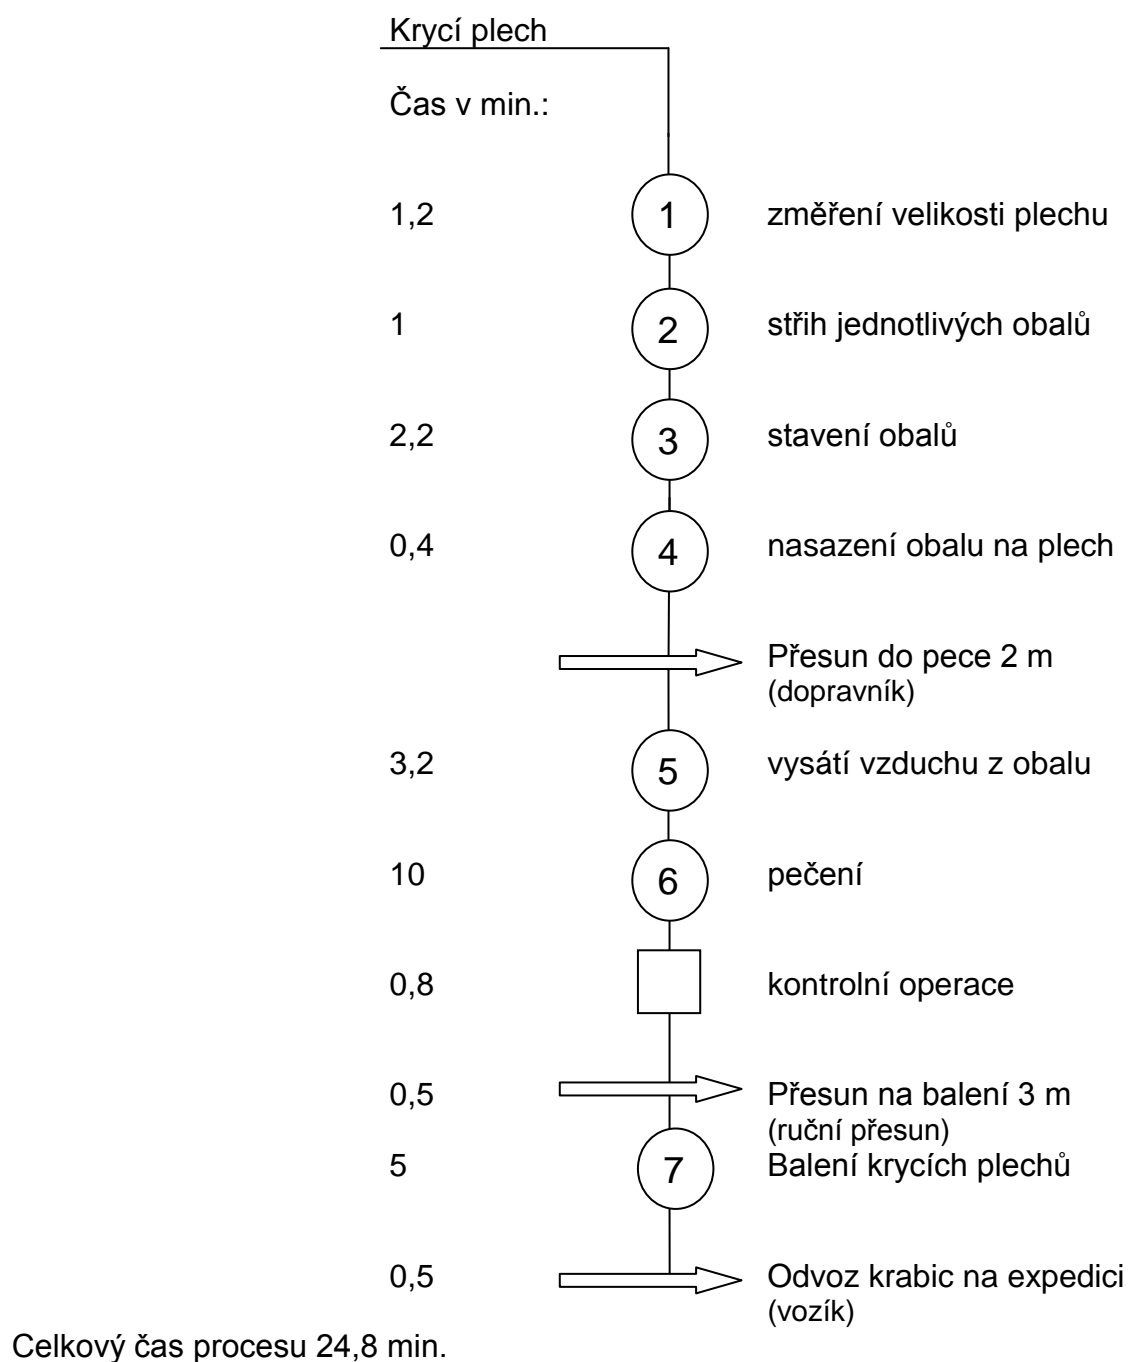 Krycí plech
Čas v min.:
1,2 1 změření velikosti plechu
1 2 střih jednotlivých obalů
2,2 3 stavení obalů
0,4 4 nasazení obalu na plech
Přesun do pece 2 m
(dopravník)
3,2 5 vysátí vzduchu z obalu
10 6 pečení
0,8 kontrolní operace
0,5 Přesun na balení 3 m
(ruční přesun)
5 7 Balení krycích plechů
0,5 Odvoz krabic na expedici
(vozík)
Celkový čas procesu 24,8 min.